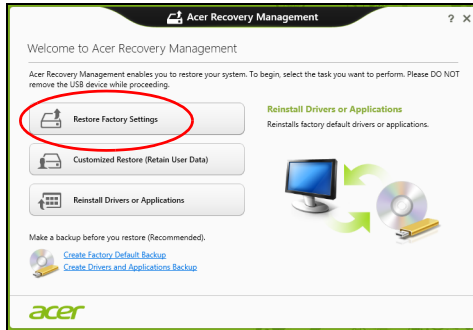 Acer Recovery Management
? X
Welcome to Acer Recovery Management
Acer Recovery Management enables you to restore your system. To begin, select the task you want to perform. Please DO NOT
remove the USB device while proceeding.
Restore Factory Settings
Customized Restore (Retain User Data)
Reinstall Drivers or Applications
Reinstall Drivers or Applications
Reinstalls factory default drivers or applications.
Make a backup before you restore (Recommended).
Create Factory Default Backup
Create Drivers and Applications Backup
acer